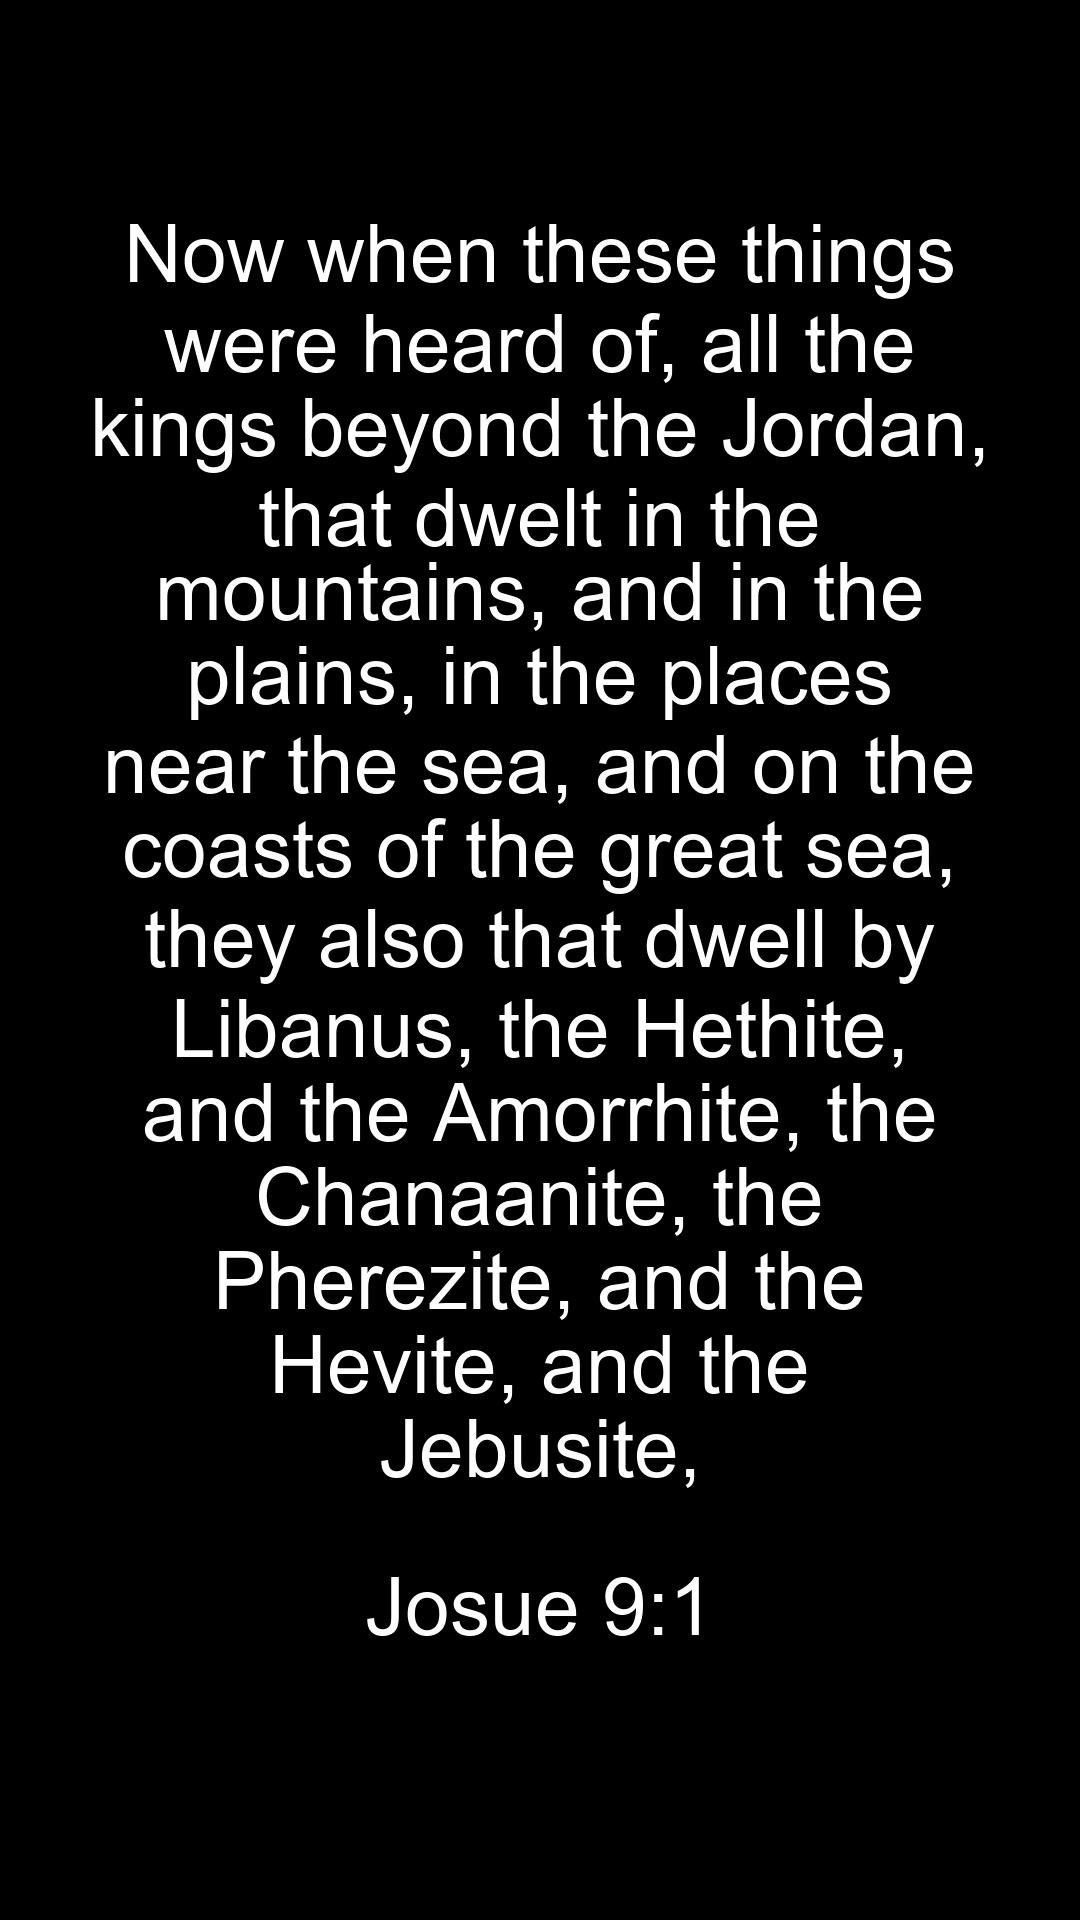 Now when these things
were heard of, all the
kings beyond the Jordan,
that dwelt in the
mountains, and in the
plains, in the places
near the sea, and on the
coasts of the great sea,
they also that dwell by
Libanus, the Hethite,
and the Amorrhite, the
Chanaanite, the
Pherezite, and the
Hevite, and the
Jebusite,
Josue 9:1